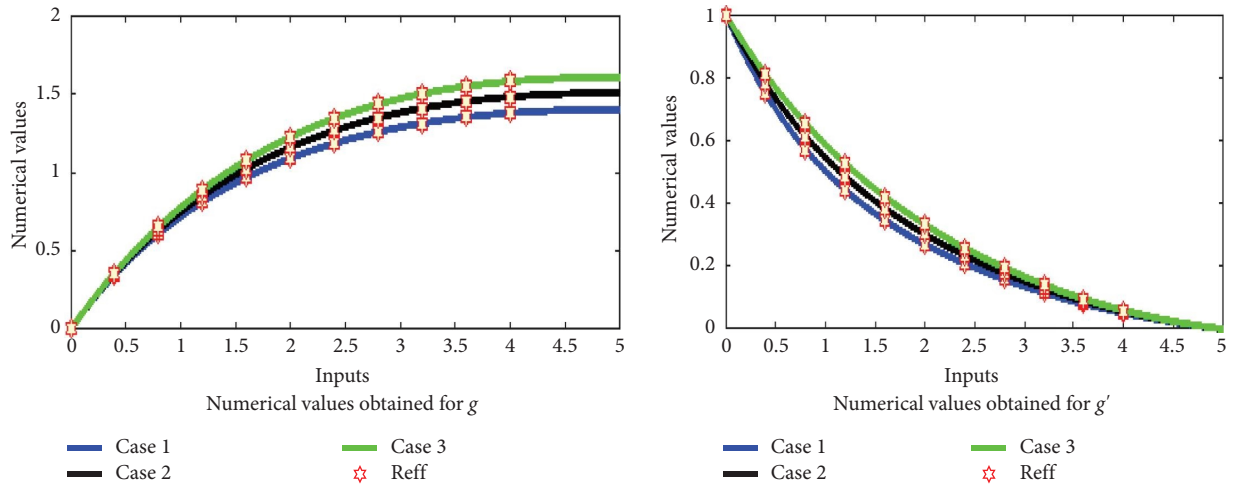 2
1.5
1
0.5
0
Numerical values
0 0.5 1 1.5 2 2.5 3 3.5 4 4.5 5
Inputs
Numerical values obtained for g
Case 1
Case 2
Case 3
Reff
1
0.8
0.6
0.4
0.2
0
Numerical values
0 0.5 1 1.5 2 2.5 3 3.5 4 4.5 5
Inputs
Numerical values obtained for g′
Case 1
Case 2
Case 3
Reff